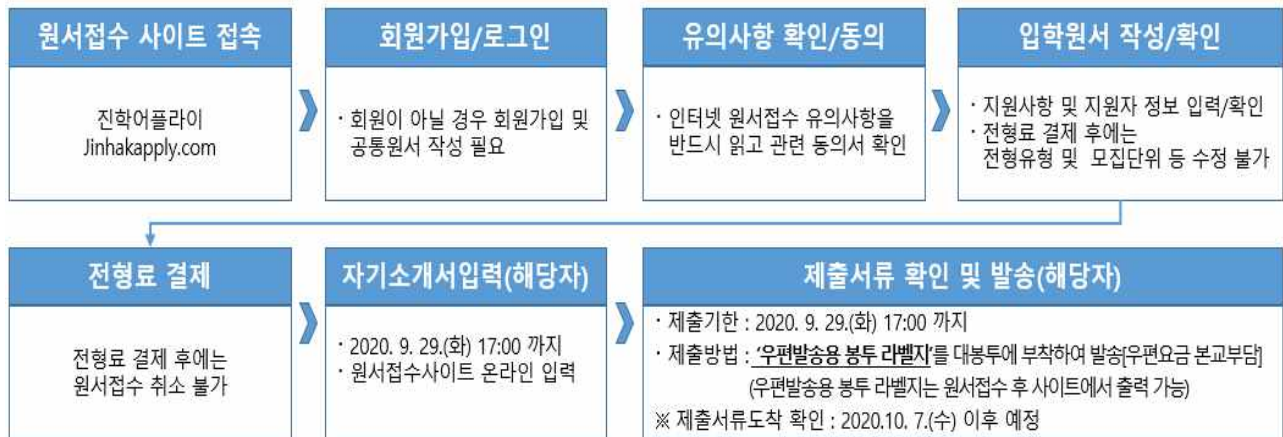 원서접수 사이트 접속
진학어플라이
Jinhakapply.com
회원가입/로그인
· 회원이 아닐 경우 회원가입 및
공통원서 작성 필요
유의사항 확인/동의
· 인터넷 원서접수 유의사항을
반드시 읽고 관련 동의서 확인
입학원서 작성/확인
· 지원사항 및 지원자 정보 입력/확인
· 전형료 결제 후에는
전형유형 및 모집단위 등 수정 불가
전형료 결제
전형료 결제 후에는
원서접수 취소 불가
자기소개서입력(해당자)
· 2020. 9. 29.(화) 17:00 까지
· 원서접수사이트 온라인 입력
제출서류 확인 및 발송(해당자)
· 제출기한 : 2020. 9. 29.(화) 17:00 까지
· 제출방법 : '우편발송용 봉투 라벨지'를 대봉투에 부착하여 발송[우편요금 본교부담]
(우편발송용 봉투 라벨지는 원서접수 후 사이트에서 출력 가능)
※ 제출서류도착 확인 : 2020.10. 7.(수) 이후 예정